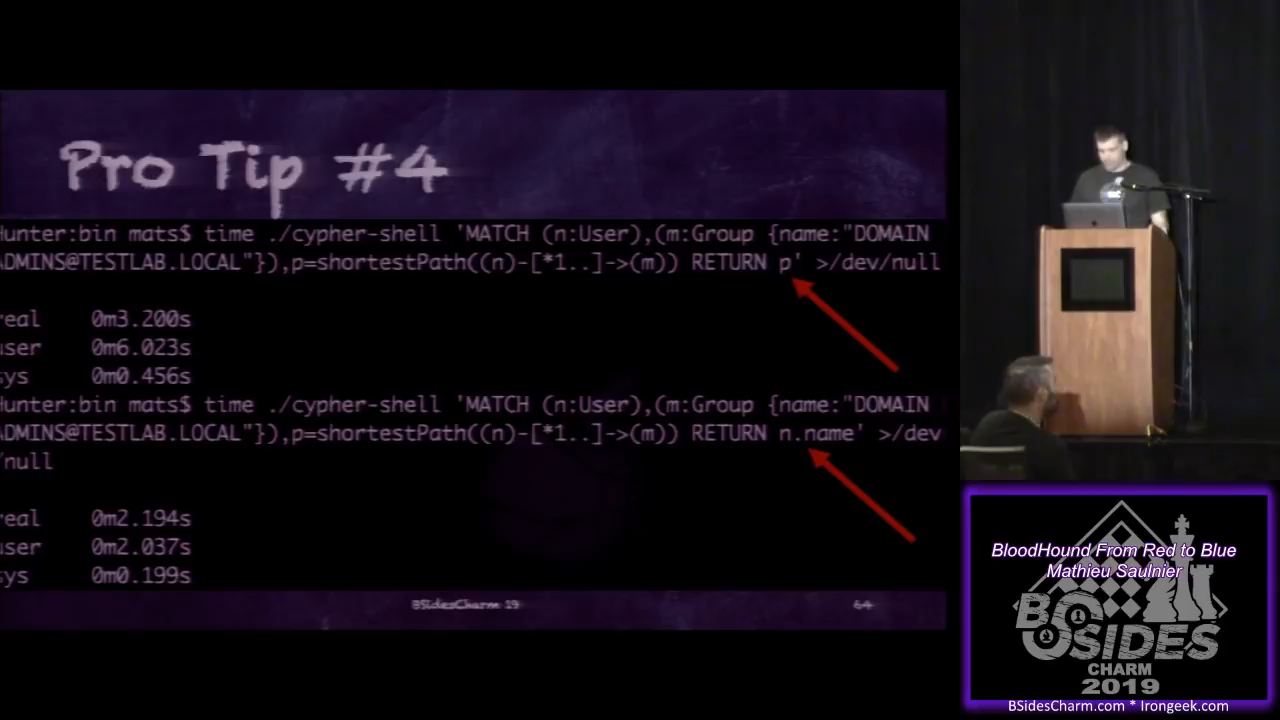 Pro Tip #4
Hunter:bin mats$ time ./cypher-shell 'MATCH (n:User),(m:Group {name:"DOMAIN
ADMINS@TESTLAB.LOCAL"}),p=shortestPath((n)-[*1..]->(m)) RETURN p' >/dev/null
real 0m3.200s
user 0m6.023s
sys 0m0.456s
Hunter:bin mats$ time ./cypher-shell 'MATCH (n:User),(m:Group {name:"DOMAIN
ADMINS@TESTLAB.LOCAL"}),p=shortestPath((n)-[*1..]->(m)) RETURN n.name' >/dev
/null
real 0m2.194s
user 0m2.037s
sys 0m0.199s
BSidesCharm 19
64
BloodHound From Red to Blue
Mathieu Saulnier
BSIDES
CHARM
2019
BSidesCharm.com * Irongeek.com